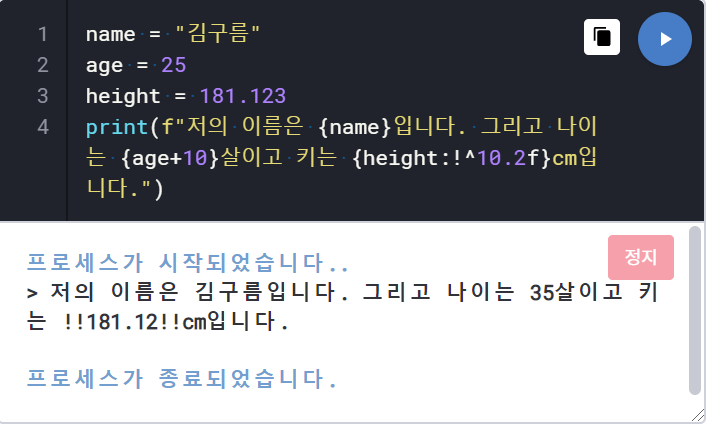 1 name = "김구름"
2 age = 25
3 height = 181.123
4 print(f"저의 이름은 {name}입니다. 그리고 나이
는 {age+10}살이고 키는 {height:!^10.2f}cm입
니다.")
정지
프로세스가 시작되었습니다..
> 저의 이름은 김구름입니다. 그리고 나이는 35살이고 키
는 !!181.12!!cm입니다.
프로세스가 종료되었습니다.